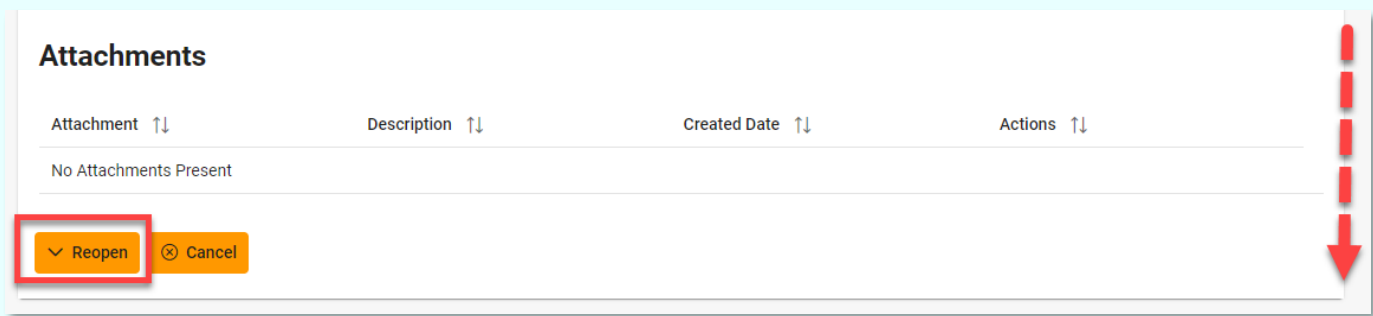 Attachments
Attachment Description Created Date Actions
No Attachments Present
Reopen Cancel